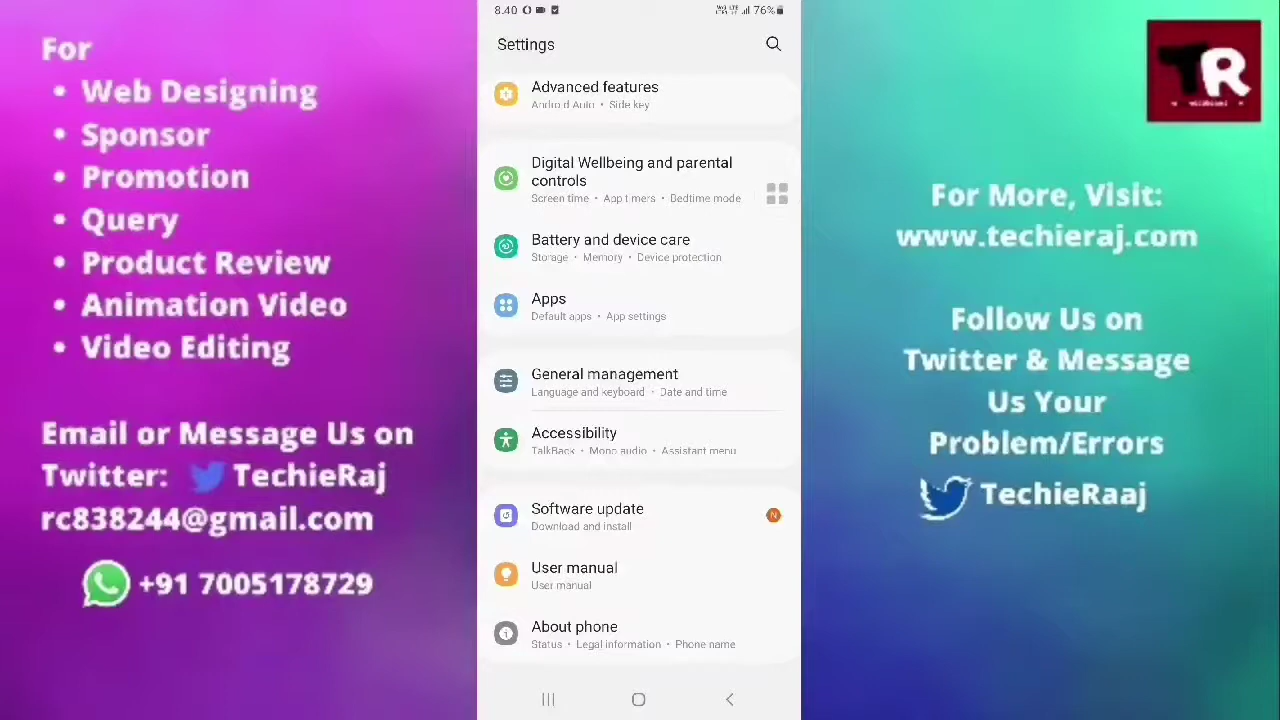 For
• Web Designing
• Sponsor
• Promotion
• Query
• Product Review
• Animation Video
• Video Editing
Email or Message Us on
Twitter: TechieRaj
rc838244@gmail.com
+91 7005178729
8.40
76%
Settings
Advanced features
Android Auto • Side key
Digital Wellbeing and parental
controls
Screen time • App timers • Bedtime mode
Battery and device care
Storage • Memory • Device protection
Apps
Default apps • App settings
General management
Language and keyboard • Date and time
Accessibility
TalkBack • Mono audio • Assistant menu
Software update
Download and install
N
User manual
User manual
About phone
Status • Legal information • Phone name
TR
For More, Visit:
www.techieraj.com
Follow Us on
Twitter & Message
Us Your
Problem/Errors
TechieRaaj